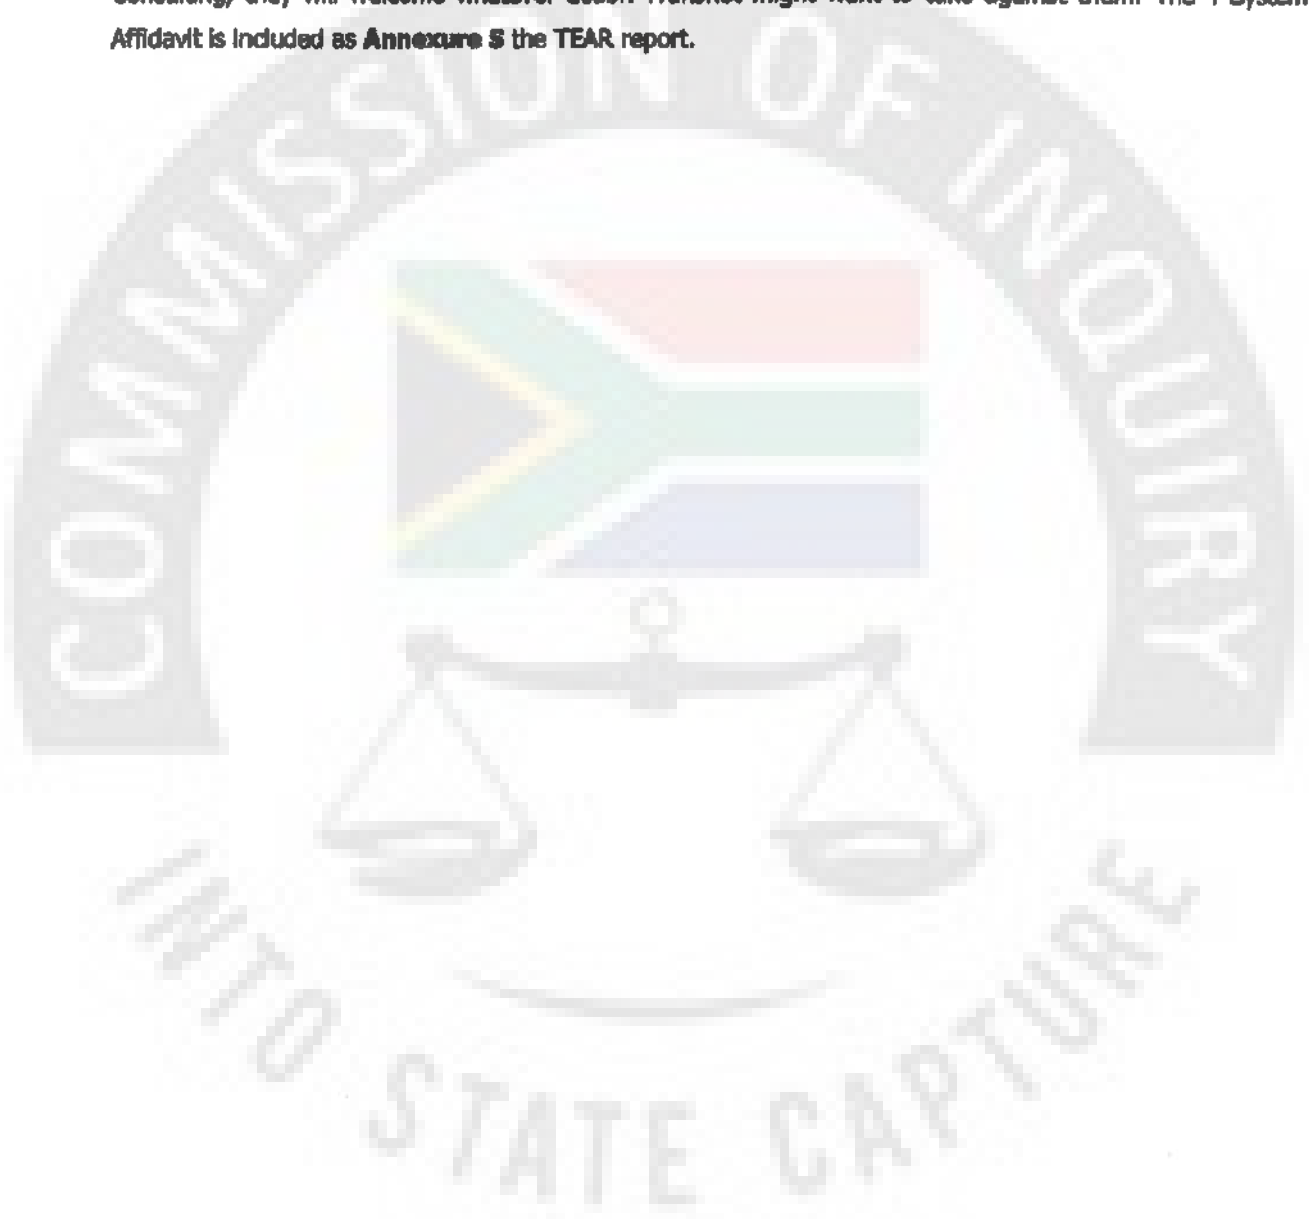 Affidavit is included as Annexure S the TEAR report.
COMMISSION OF INQUIRY
INTO STATE CAPTURE